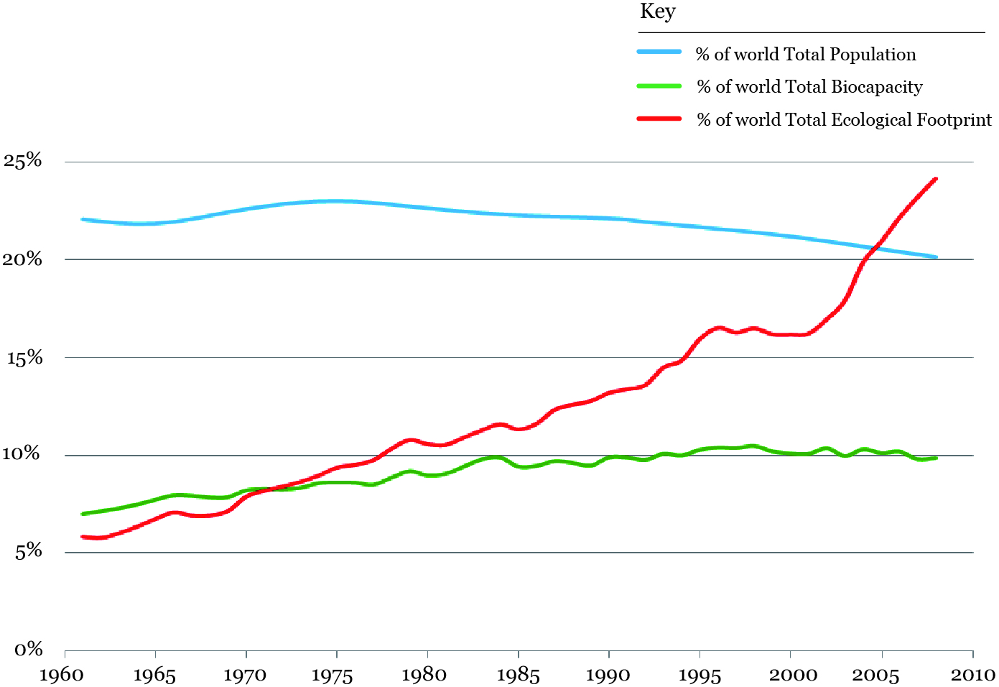 Key
% of world Total Population
% of world Total Biocapacity
% of world Total Ecological Footprint
25%
20%
15%
10%
5%
0%
1960 1965 1970 1975 1980 1985 1990 1995 2000 2005 2010